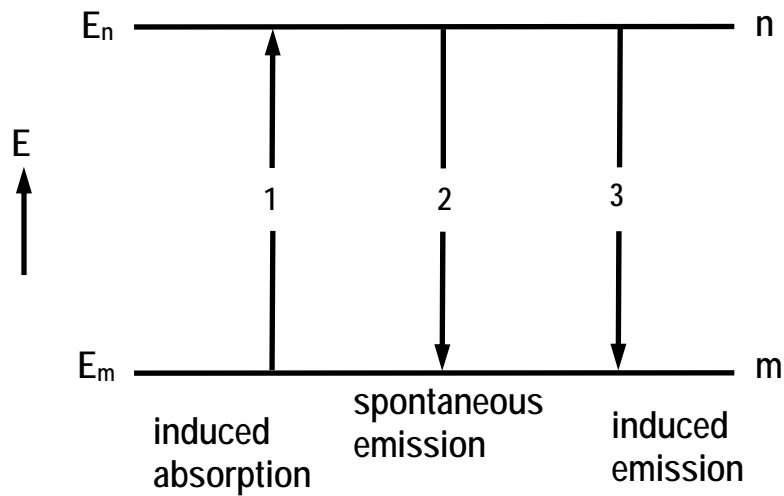 Eₙ n
E
1 2 3
Eₘ m
induced
absorption
spontaneous
emission
induced
emission